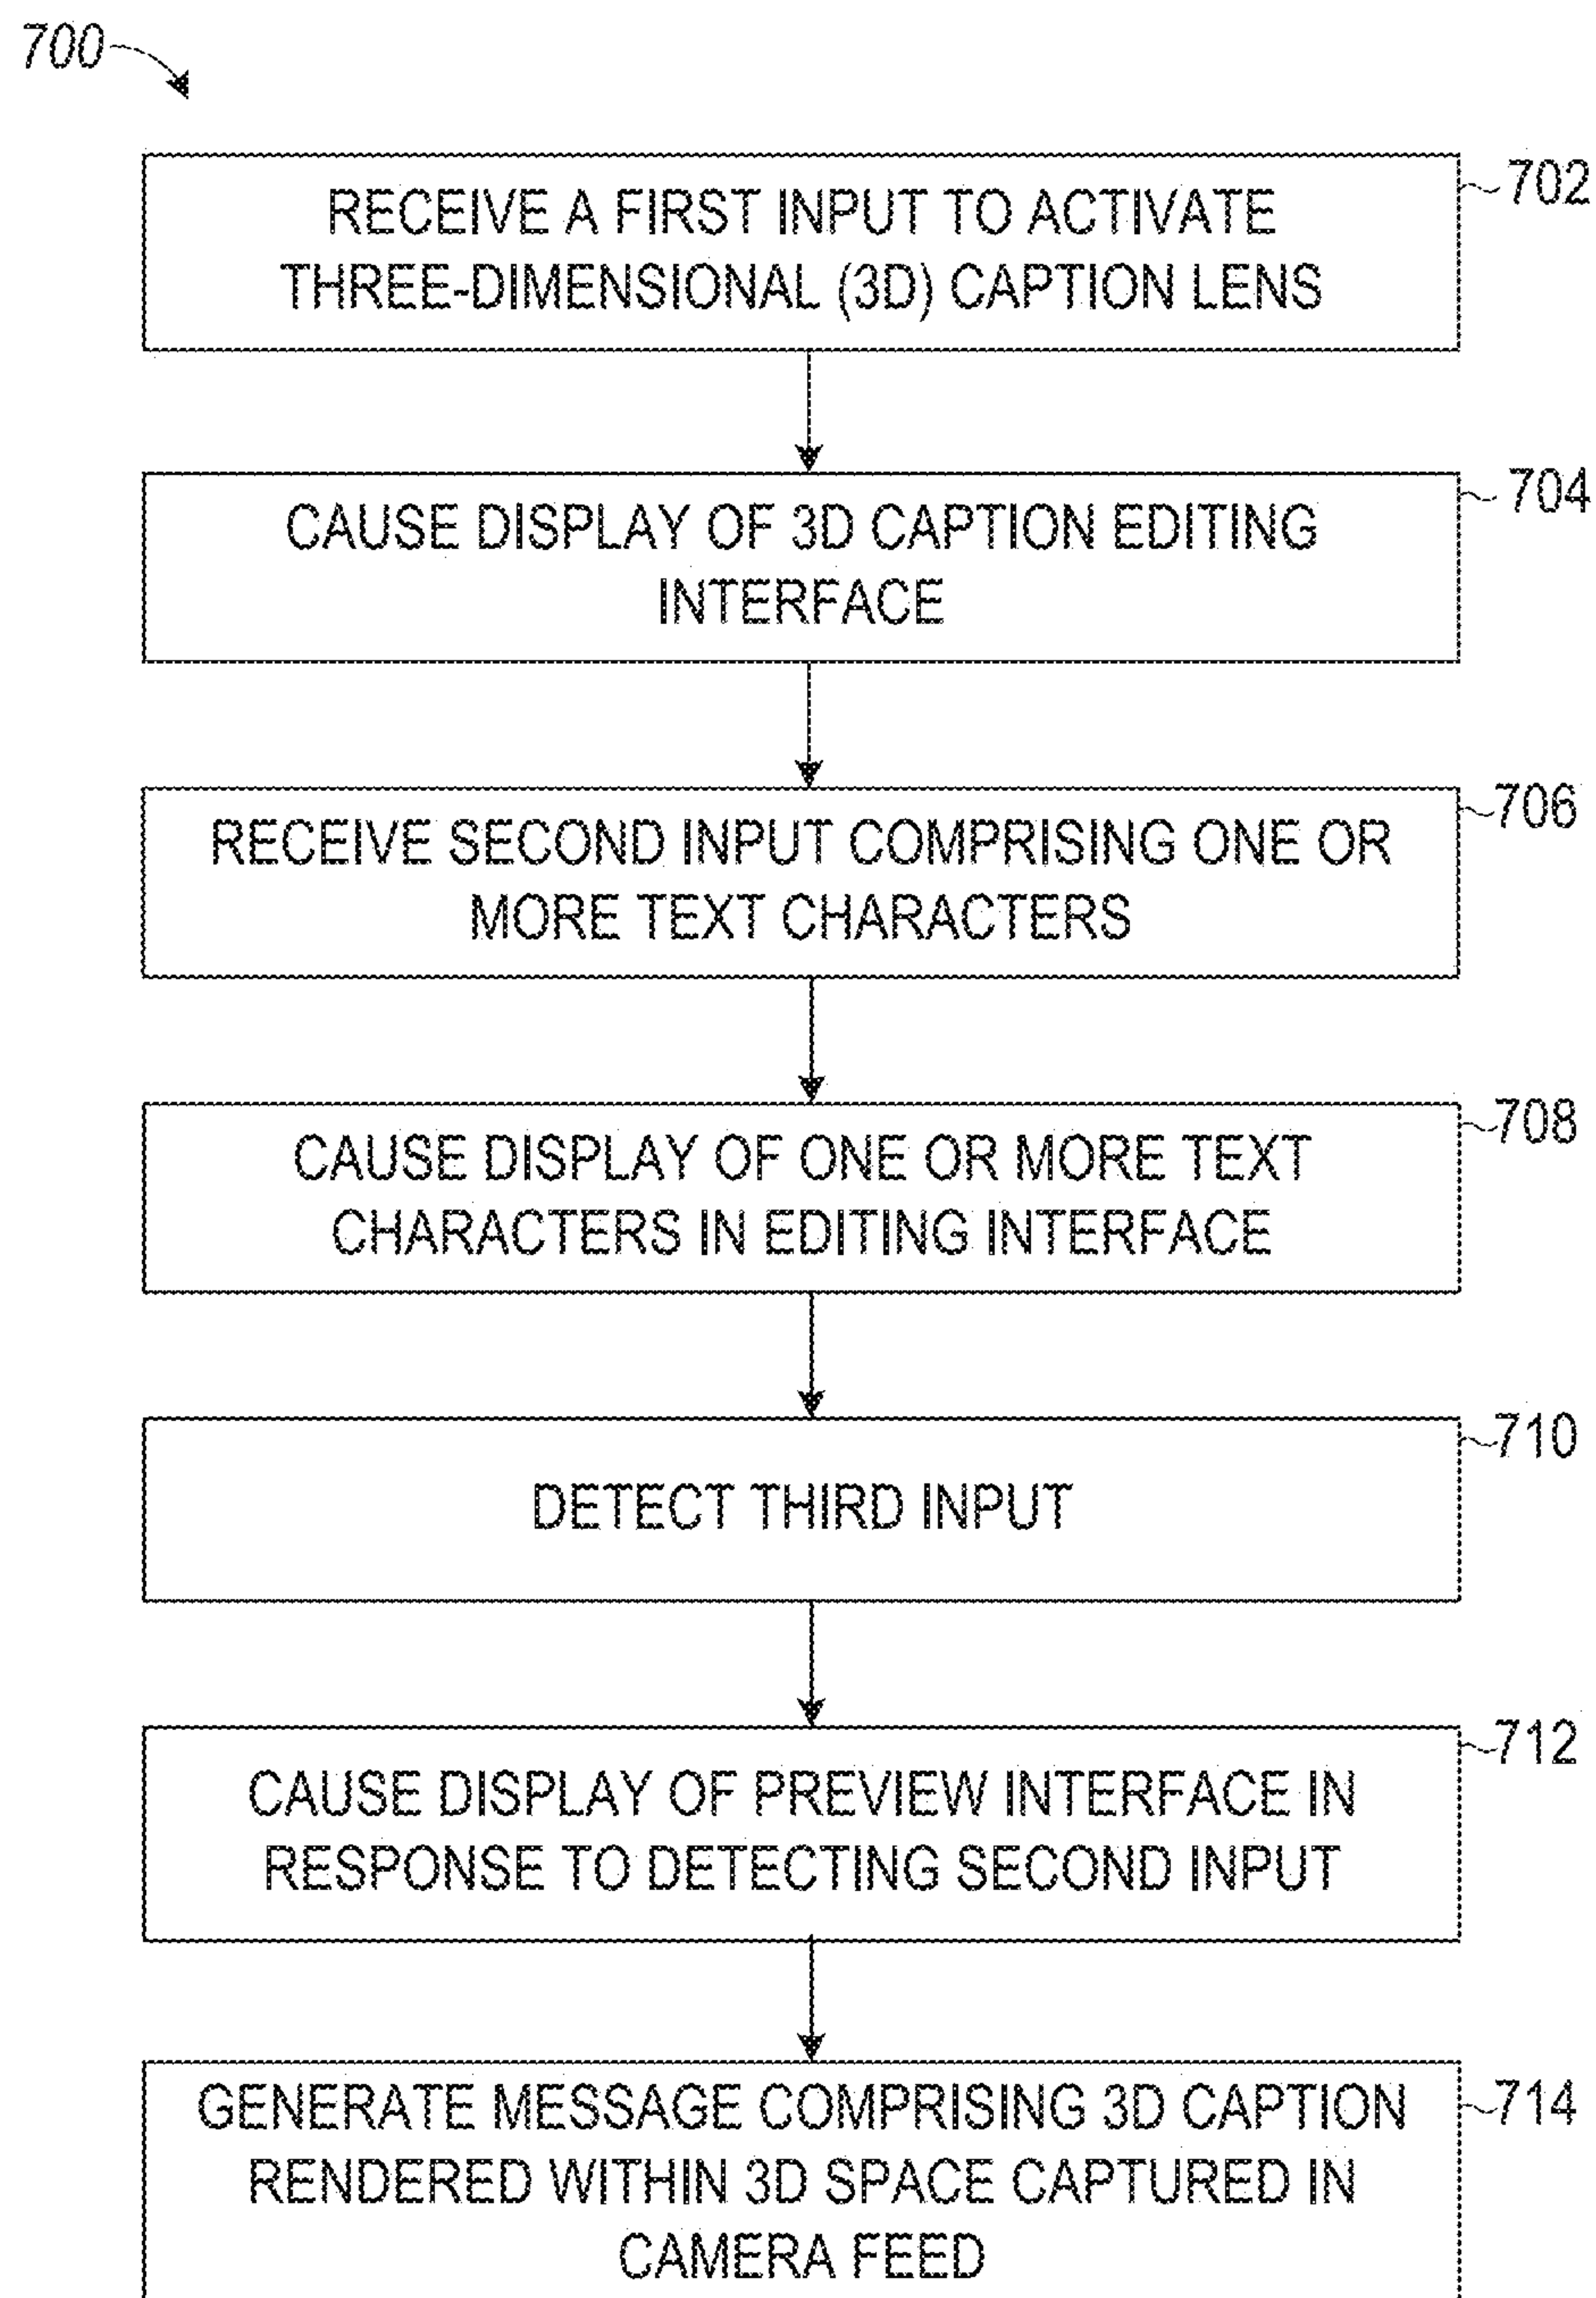 700
RECEIVE A FIRST INPUT TO ACTIVATE
THREE-DIMENSIONAL (3D) CAPTION LENS
702
CAUSE DISPLAY OF 3D CAPTION EDITING
INTERFACE
704
RECEIVE SECOND INPUT COMPRISING ONE OR
MORE TEXT CHARACTERS
706
CAUSE DISPLAY OF ONE OR MORE TEXT
CHARACTERS IN EDITING INTERFACE
708
DETECT THIRD INPUT
710
CAUSE DISPLAY OF PREVIEW INTERFACE IN
RESPONSE TO DETECTING SECOND INPUT
712
GENERATE MESSAGE COMPRISING 3D CAPTION
RENDERED WITHIN 3D SPACE CAPTURED IN
CAMERA FEED
714